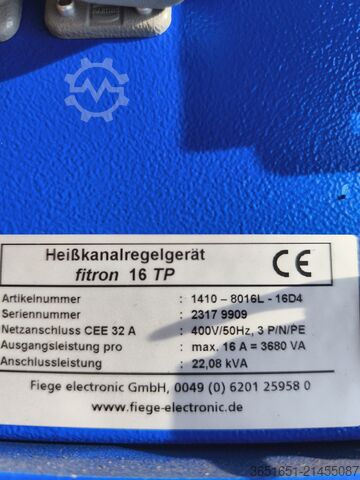 HARTING
Heißkanalregelgerät
fitron 16 TP
CE
Artikelnummer : 1410 – 8016L - 16D4
Seriennummer : 2317 9909
Netzanschluss CEE 32 A : 400V/50Hz, 3 P/N/PE
Ausgangsleistung pro : max. 16 A = 3680 VA
Anschlussleistung : 22,08 kVA
Fiege electronic GmbH, 0049 (0) 6201 25958 0
www.fiege-electronic.de
3651651-21455087